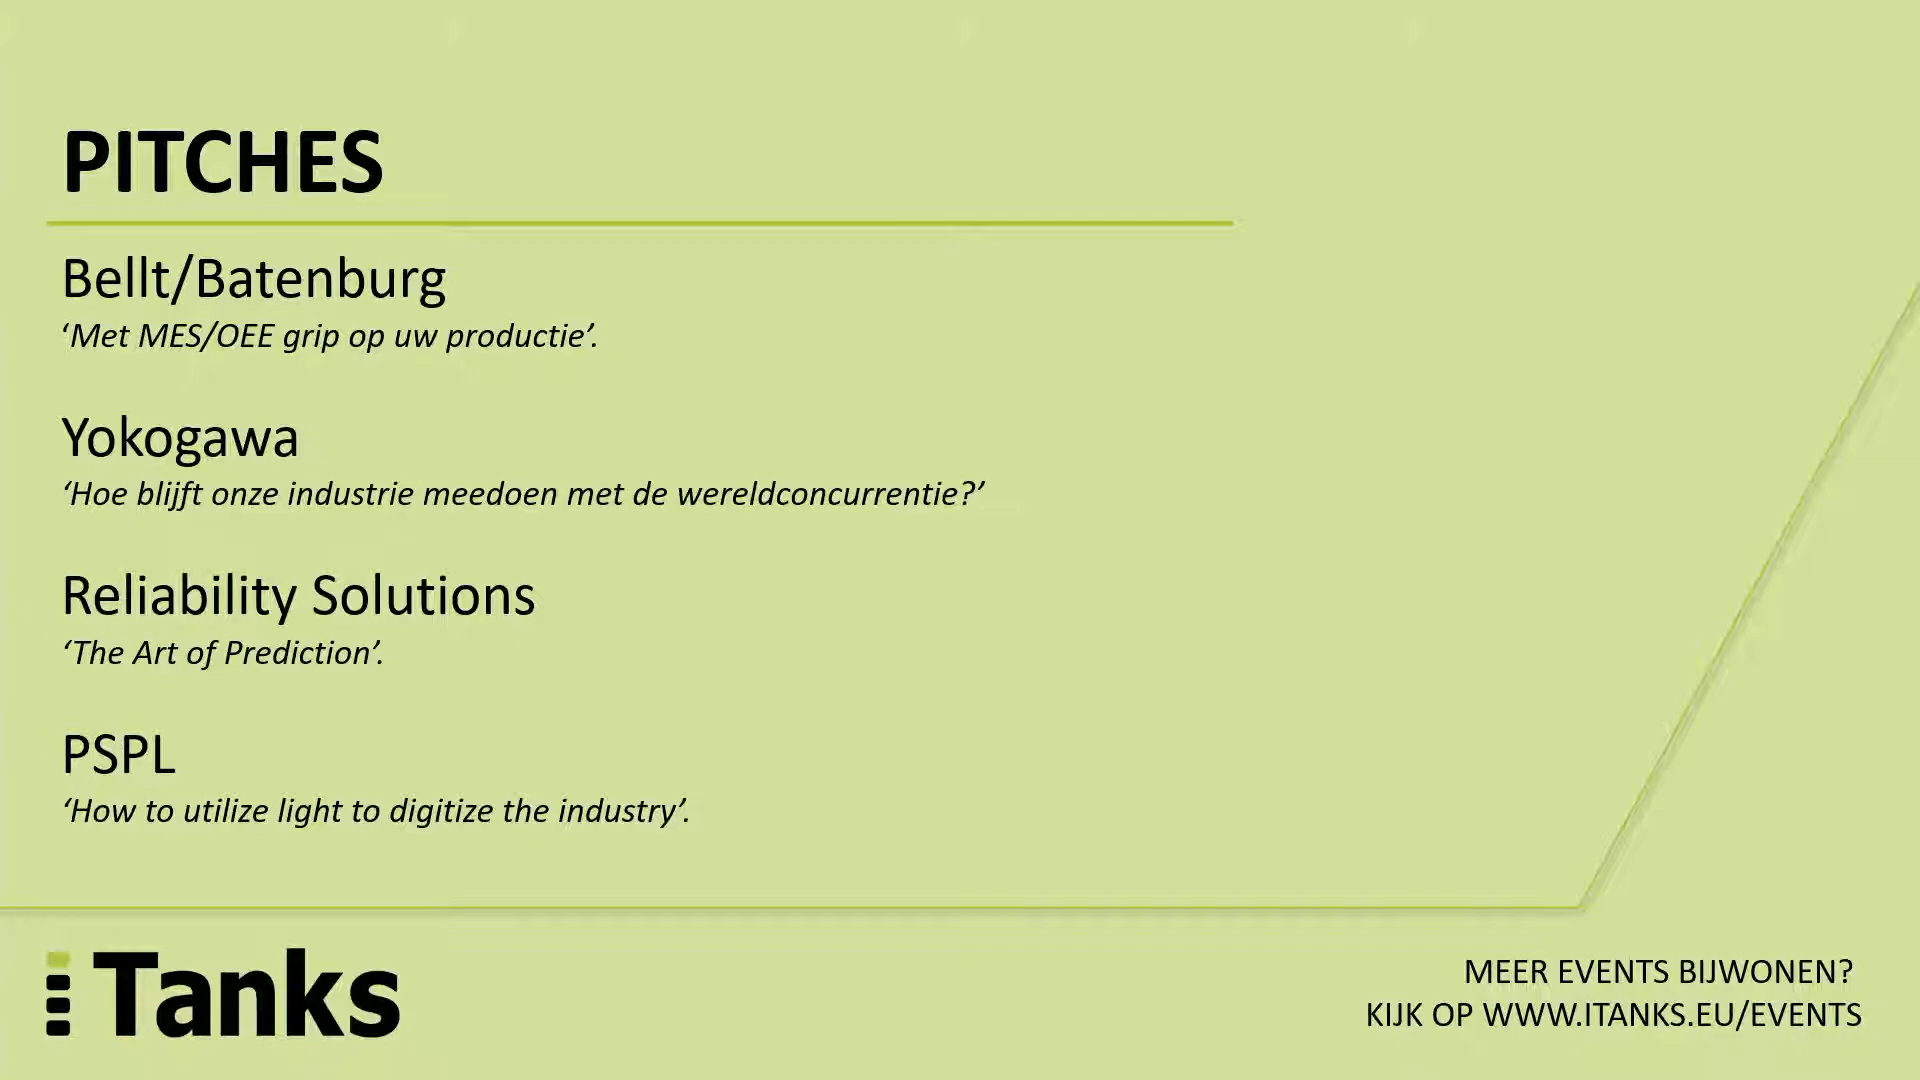 PITCHES
Bellt/Batenburg
‘Met MES/OEE grip op uw productie’.
Yokogawa
‘Hoe blijft onze industrie meedoen met de wereldconcurrentie?’
Reliability Solutions
‘The Art of Prediction’.
PSPL
‘How to utilize light to digitize the industry’.
iTanks
MEER EVENTS BIJWONEN?
KIJK OP WWW.ITANKS.EU/EVENTS